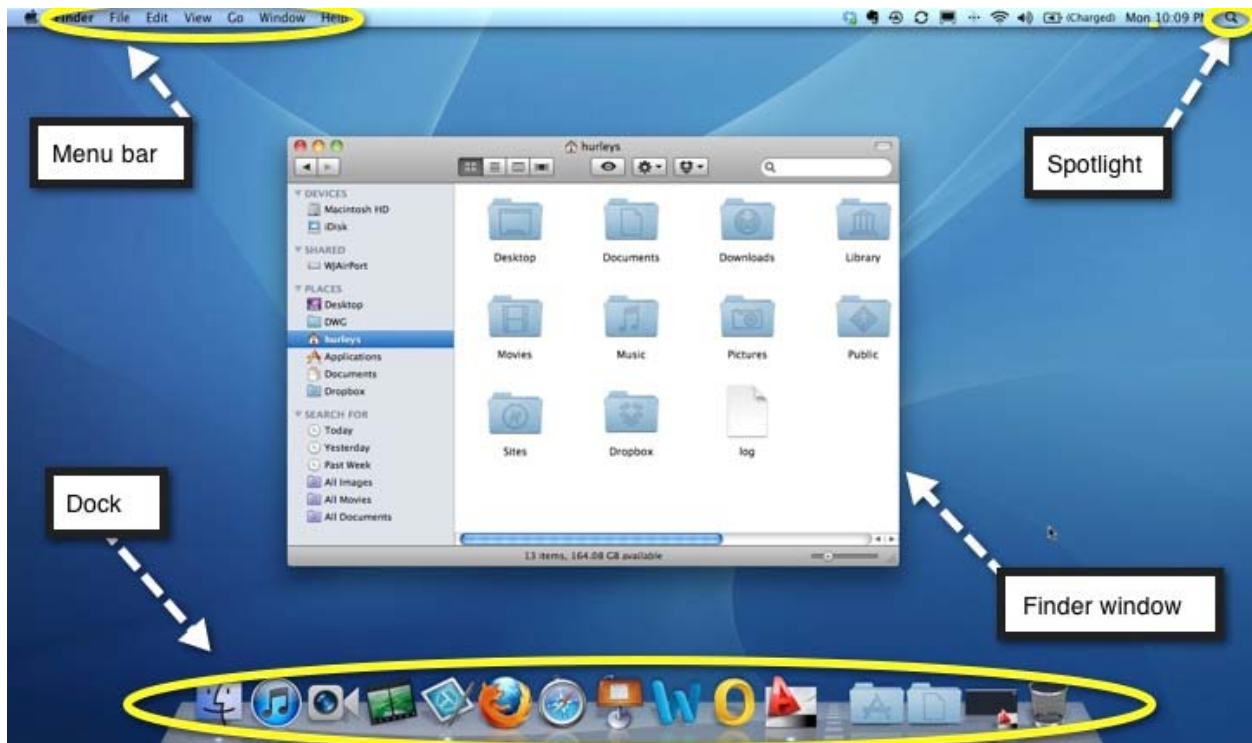 Finder File Edit View Go Window Help
(Charged) Mon 10:09 PM
Menu bar
Spotlight
hurleys
DEVICES
Macintosh HD
iDisk
SHARED
WJAirPort
PLACES
Desktop
DWG
hurleys
Applications
Documents
Dropbox
SEARCH FOR
Today
Yesterday
Past Week
All Images
All Movies
All Documents
Desktop Documents Downloads Library
Movies Music Pictures Public
Sites Dropbox log
13 items, 164.08 GB available
Dock
Finder window